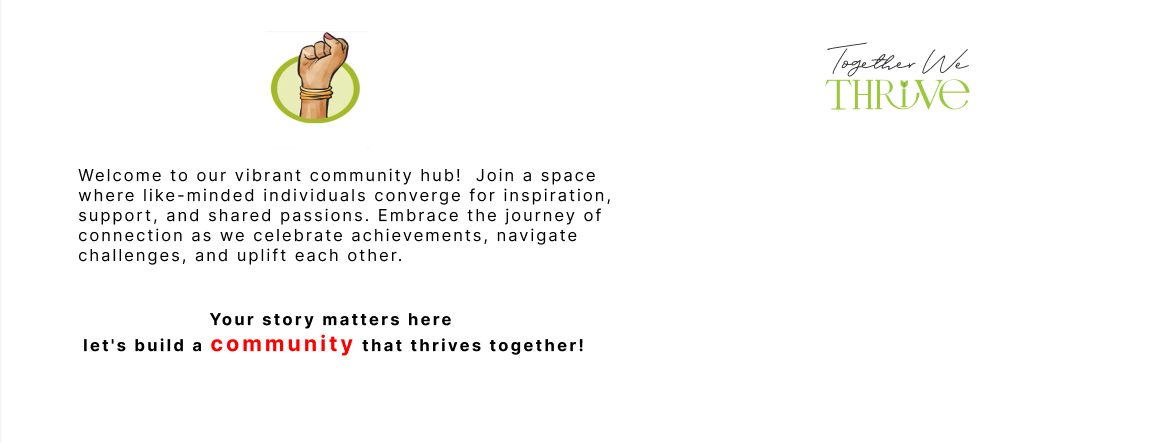 Together We
THRiVe
Welcome to our vibrant community hub!  Join a space
where like-minded individuals converge for inspiration,
support, and shared passions. Embrace the journey of
connection as we celebrate achievements, navigate
challenges, and uplift each other.
Your story matters here
let's build a community that thrives together!